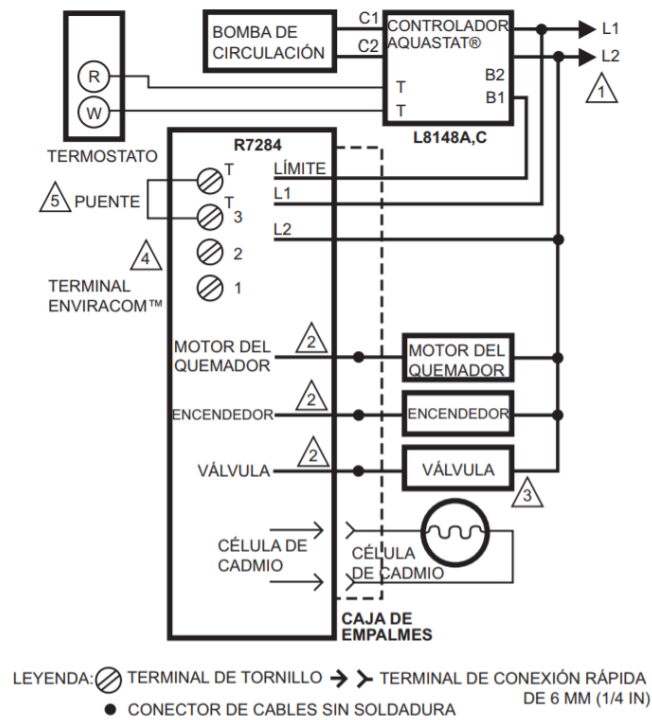 BOMBA DE
CIRCULACIÓN
C1
C2
CONTROLADOR
AQUASTAT®
L1
L2
B2
B1
1
T
T
L8148A,C
R
W
TERMOSTATO
R7284
LÍMITE
L1
L2
T
T
3
2
1
5
PUENTE
4
TERMINAL
ENVIRACOM™
MOTOR DEL
QUEMADOR
2
MOTOR DEL
QUEMADOR
ENCENDEDOR
2
ENCENDEDOR
VÁLVULA
2
VÁLVULA
3
CÉLULA DE
CADMIO
CÉLULA
DE CADMIO
CAJA DE
EMPALMES
LEYENDA: TERMINAL DE TORNILLO TERMINAL DE CONEXIÓN RÁPIDA
DE 6 MM (1/4 IN)
CONECTOR DE CABLES SIN SOLDADURA